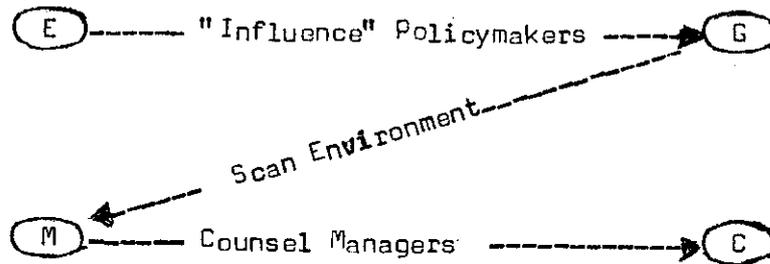 E "Influence" Policymakers G
Scan Environment
M Counsel Managers C